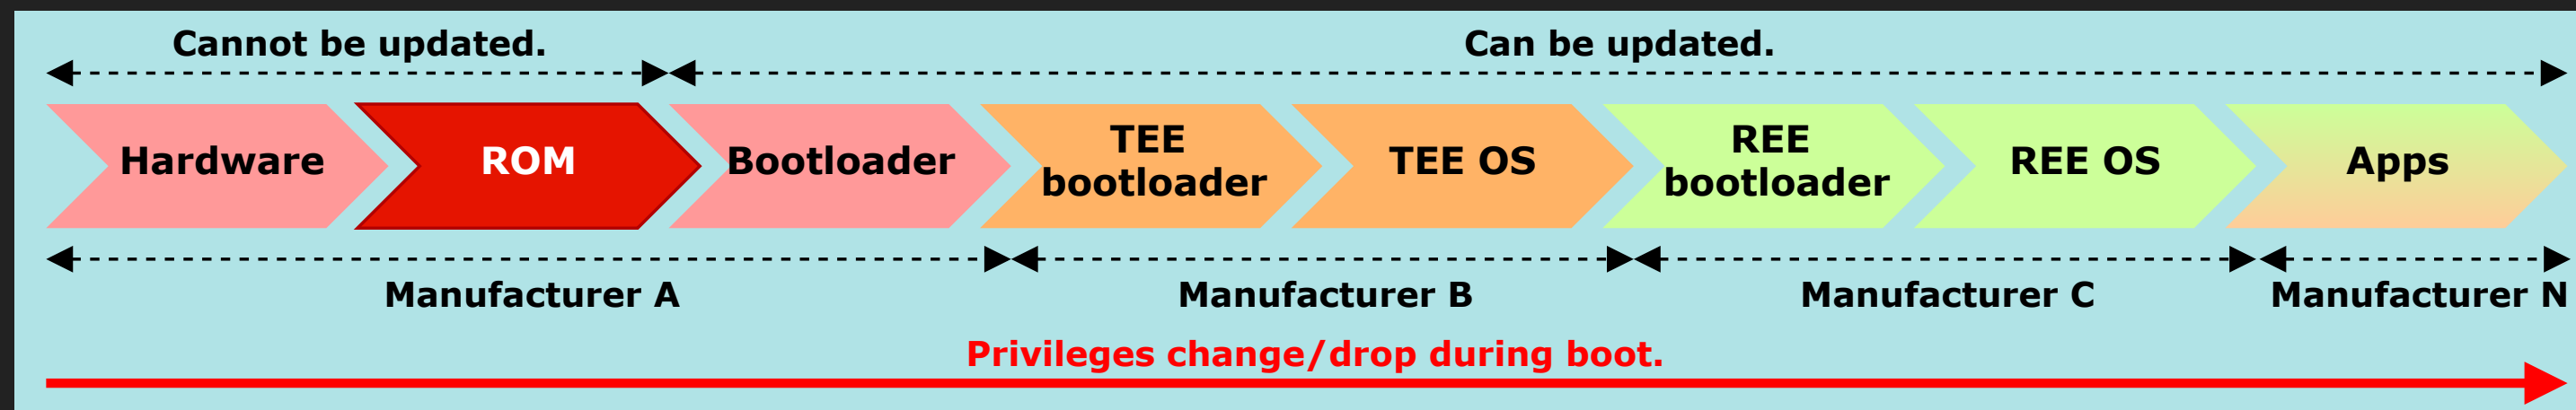 Cannot be updated.
Can be updated.
Hardware
ROM
Bootloader
TEE
bootloader
TEE OS
REE
bootloader
REE OS
Apps
Manufacturer A
Manufacturer B
Manufacturer C
Manufacturer N
Privileges change/drop during boot.